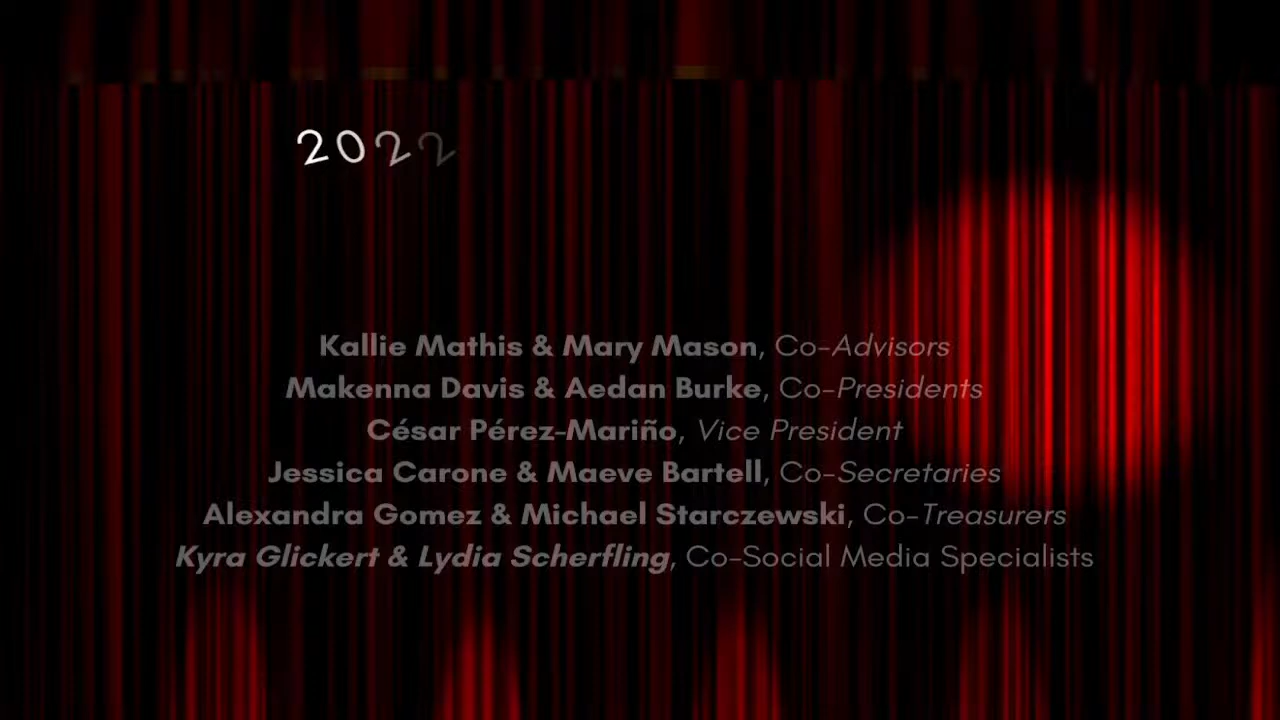 2022
Kallie Mathis & Mary Mason, Co-Advisors
Makenna Davis & Aedan Burke, Co-Presidents
César Pérez-Mariño, Vice President
Jessica Carone & Maeve Bartell, Co-Secretaries
Alexandra Gomez & Michael Starczewski, Co-Treasurers
Kyra Glickert & Lydia Scherfling, Co-Social Media Specialists